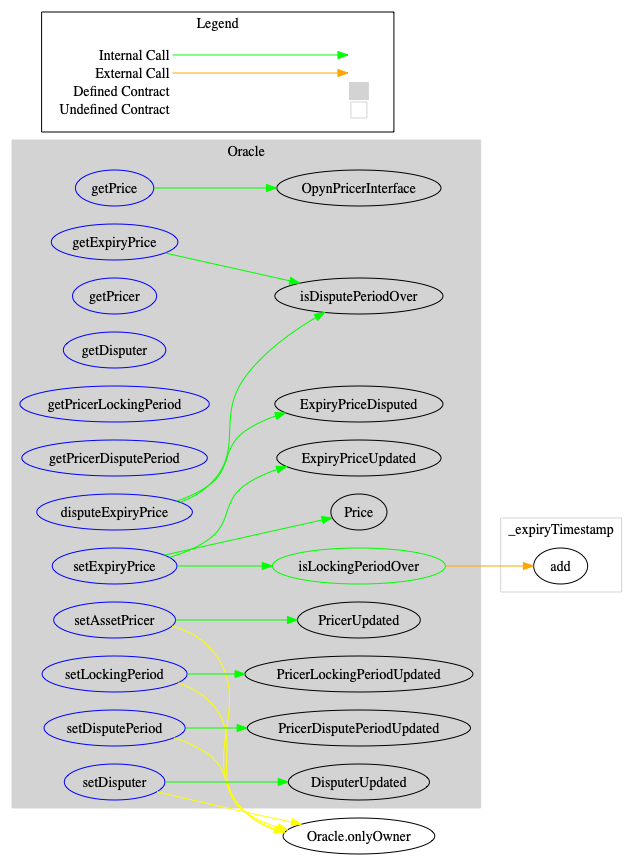 Legend
Internal Call
External Call
Defined Contract
Undefined Contract
Oracle
getPrice
OpynPricerInterface
getExpiryPrice
getPricer
isDisputePeriodOver
getDisputer
getPricerLockingPeriod
ExpiryPriceDisputed
getPricerDisputePeriod
ExpiryPriceUpdated
disputeExpiryPrice
Price
_expiryTimestamp
setExpiryPrice
isLockingPeriodOver
add
setAssetPricer
PricerUpdated
setLockingPeriod
PricerLockingPeriodUpdated
setDisputePeriod
PricerDisputePeriodUpdated
setDisputer
DisputerUpdated
Oracle.onlyOwner